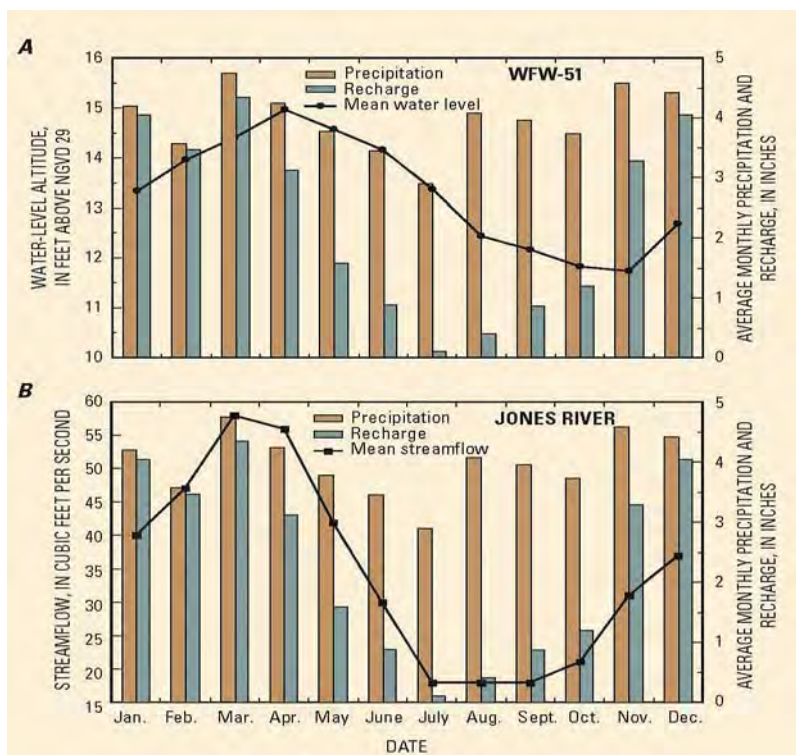 A
WFW-51
Precipitation
Recharge
Mean water level
WATER-LEVEL ALTITUDE,
IN FEET ABOVE NGVD 29
16
15
14
13
12
11
10
5
4
3
2
1
0
AVERAGE MONTHLY PRECIPITATION AND
RECHARGE, IN INCHES
B
JONES RIVER
Precipitation
Recharge
Mean streamflow
STREAMFLOW, IN CUBIC FEET PER SECOND
60
55
50
45
40
35
30
25
20
15
5
4
3
2
1
0
AVERAGE MONTHLY PRECIPITATION AND
RECHARGE, IN INCHES
Jan. Feb. Mar. Apr. May June July Aug. Sept. Oct. Nov. Dec.
DATE